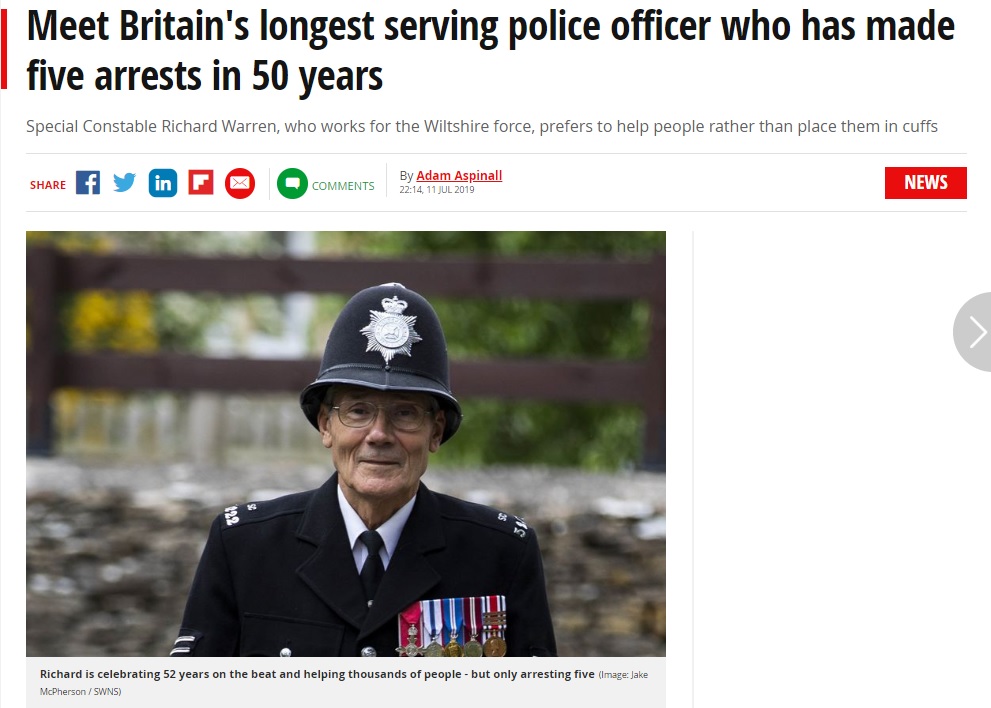 Meet Britain's longest serving police officer who has made
five arrests in 50 years
Special Constable Richard Warren, who works for the Wiltshire force, prefers to help people rather than place them in cuffs
SHARE
in
COMMENTS
By Adam Aspinall
22:14, 11 JUL 2019
NEWS
SC
SC
Richard is celebrating 52 years on the beat and helping thousands of people - but only arresting five (Image: Jake
McPherson / SWNS)